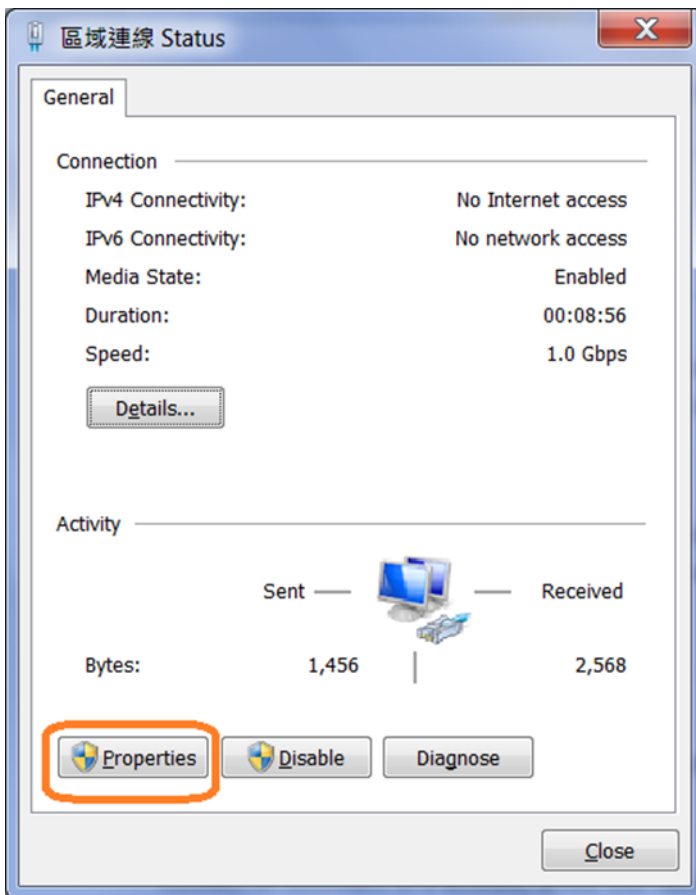 區域連線 Status
General
Connection
IPv4 Connectivity: No Internet access
IPv6 Connectivity: No network access
Media State: Enabled
Duration: 00:08:56
Speed: 1.0 Gbps
Details...
Activity
Sent Received
Bytes: 1,456 2,568
Properties Disable Diagnose
Close